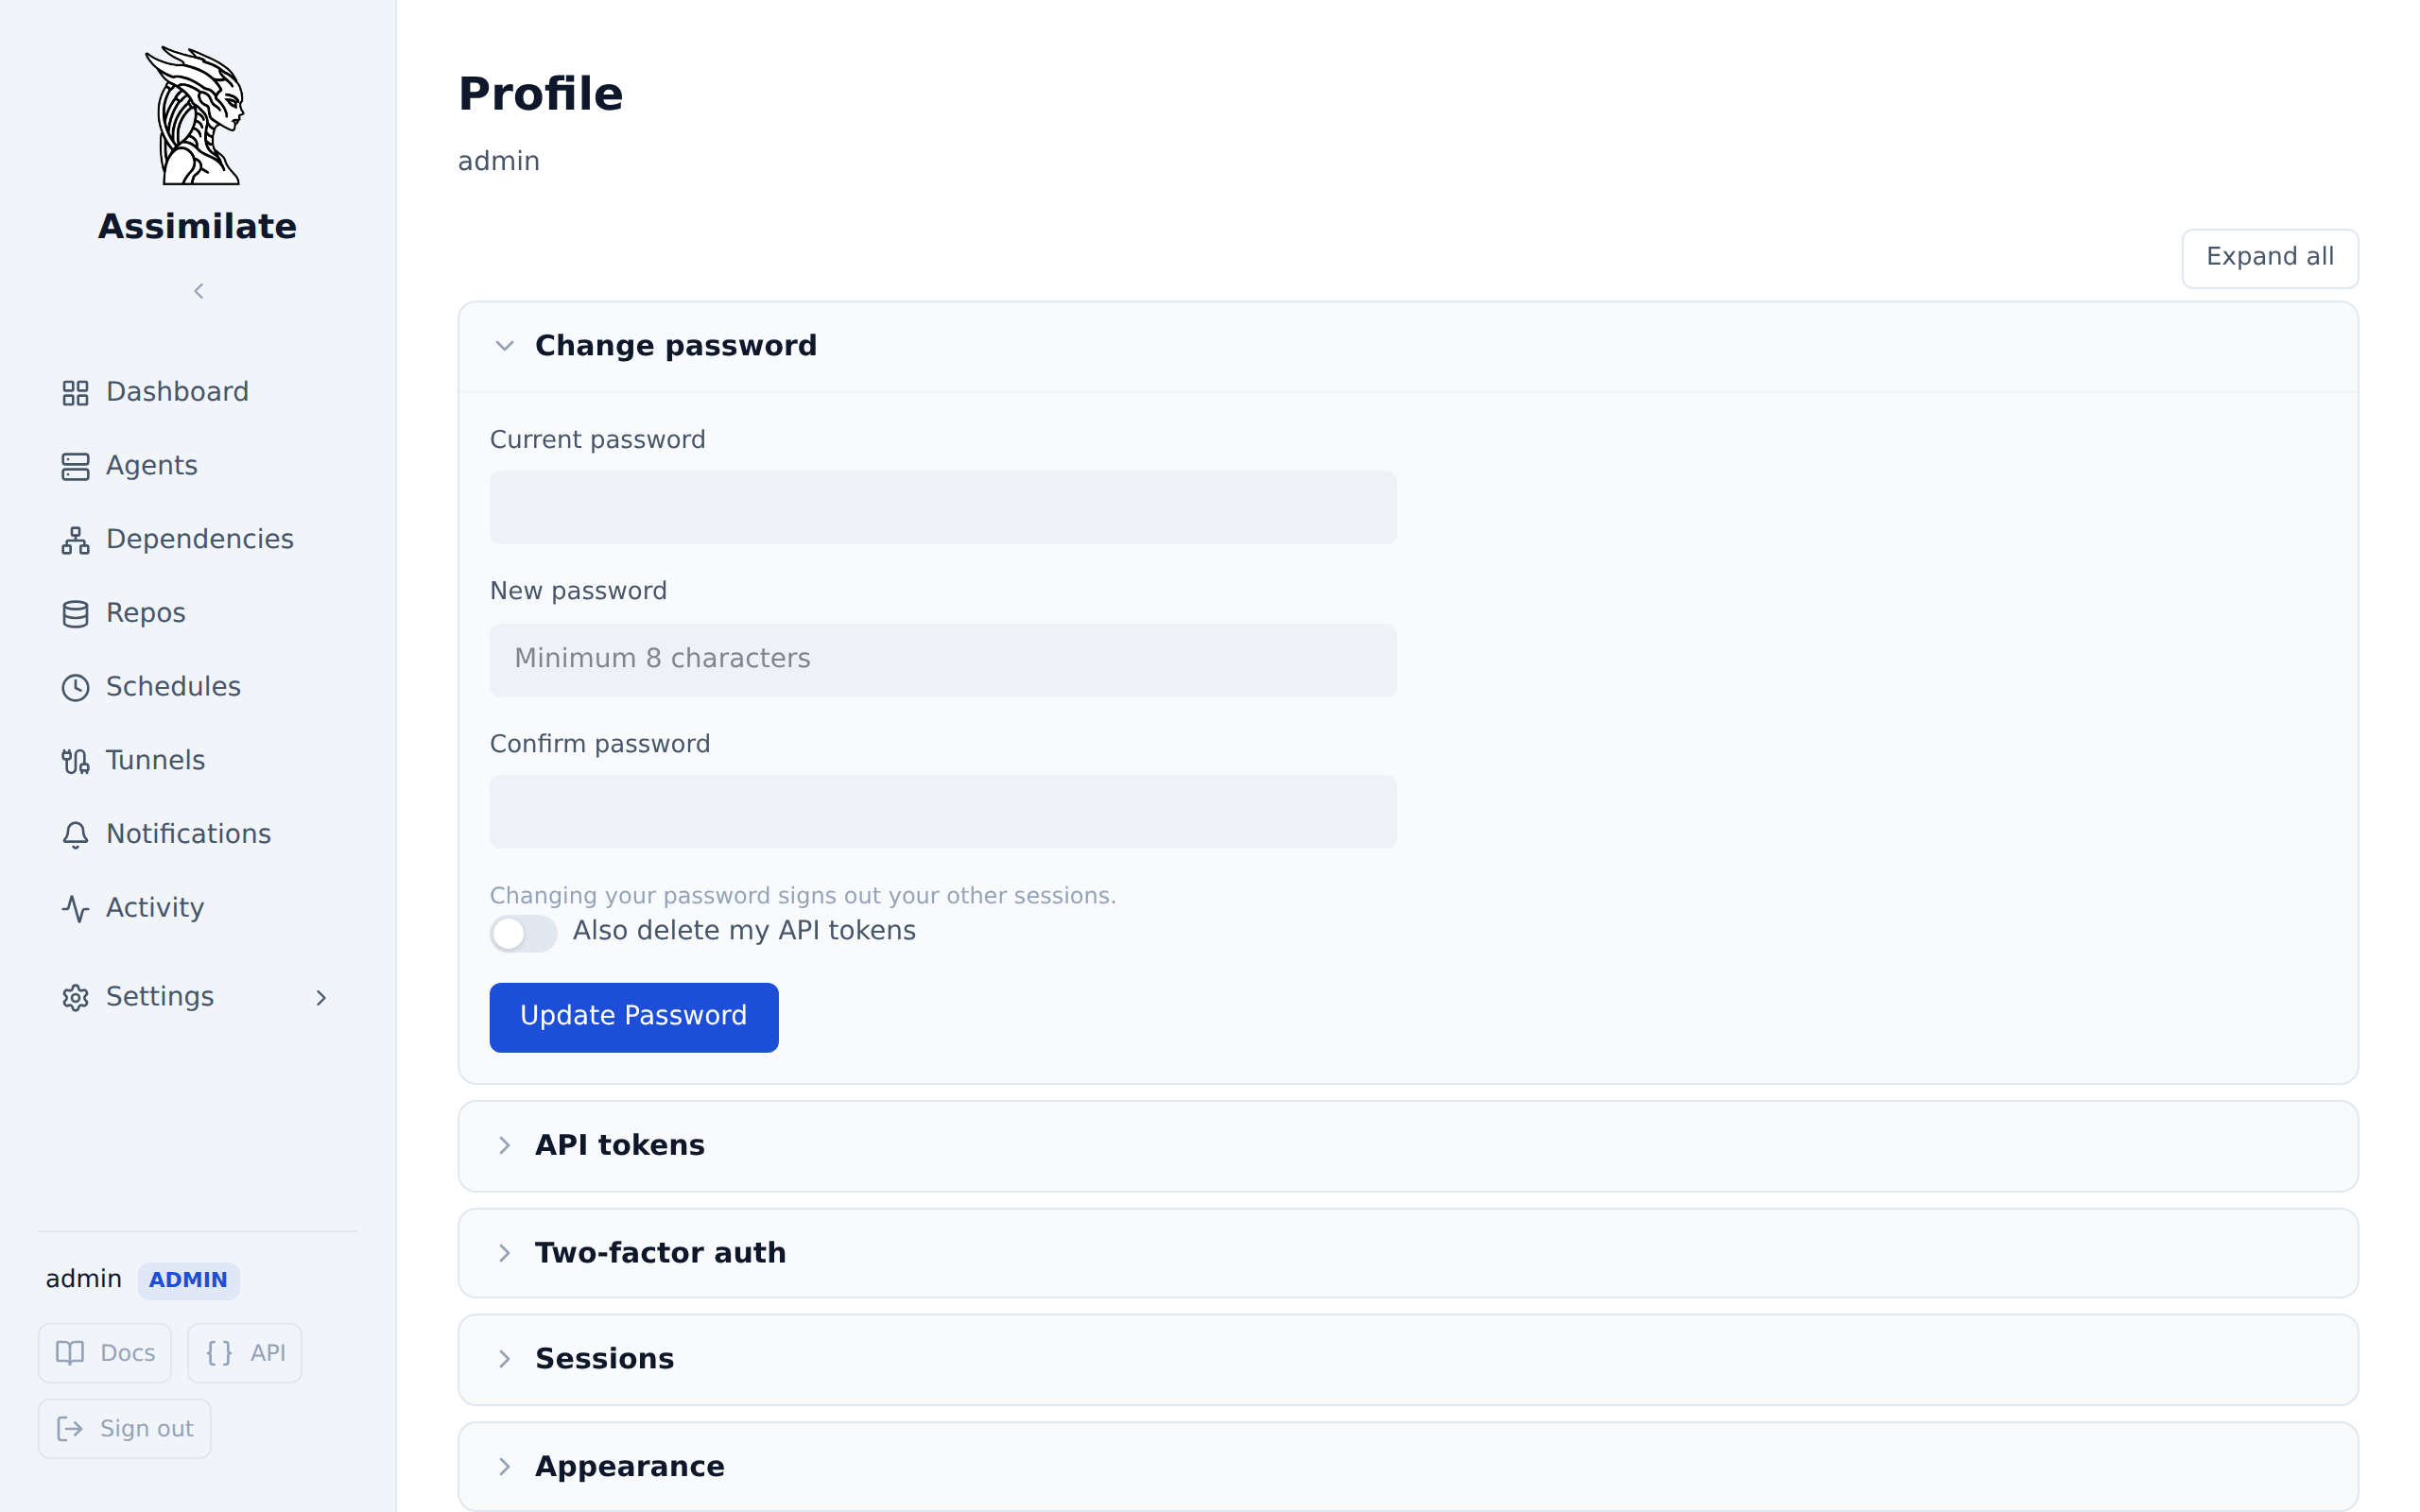 Assimilate
Dashboard
Agents
Dependencies
Repos
Schedules
Tunnels
Notifications
Activity
Settings
admin ADMIN
Docs
API
Sign out
Profile
admin
Expand all
Change password
Current password
New password
Minimum 8 characters
Confirm password
Changing your password signs out your other sessions.
Also delete my API tokens
Update Password
API tokens
Two-factor auth
Sessions
Appearance